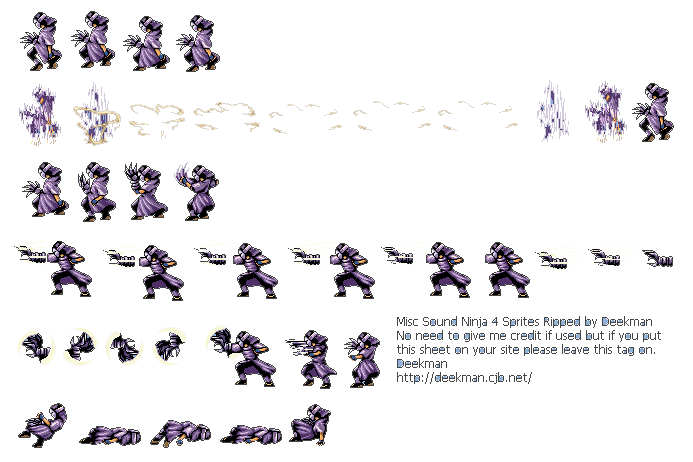 Misc Sound Ninja 4 Sprites Ripped by Deekman
No need to give me credit if used but if you put
this sheet on your site please leave this tag on.
Deekman
http://deekman.cjb.net/